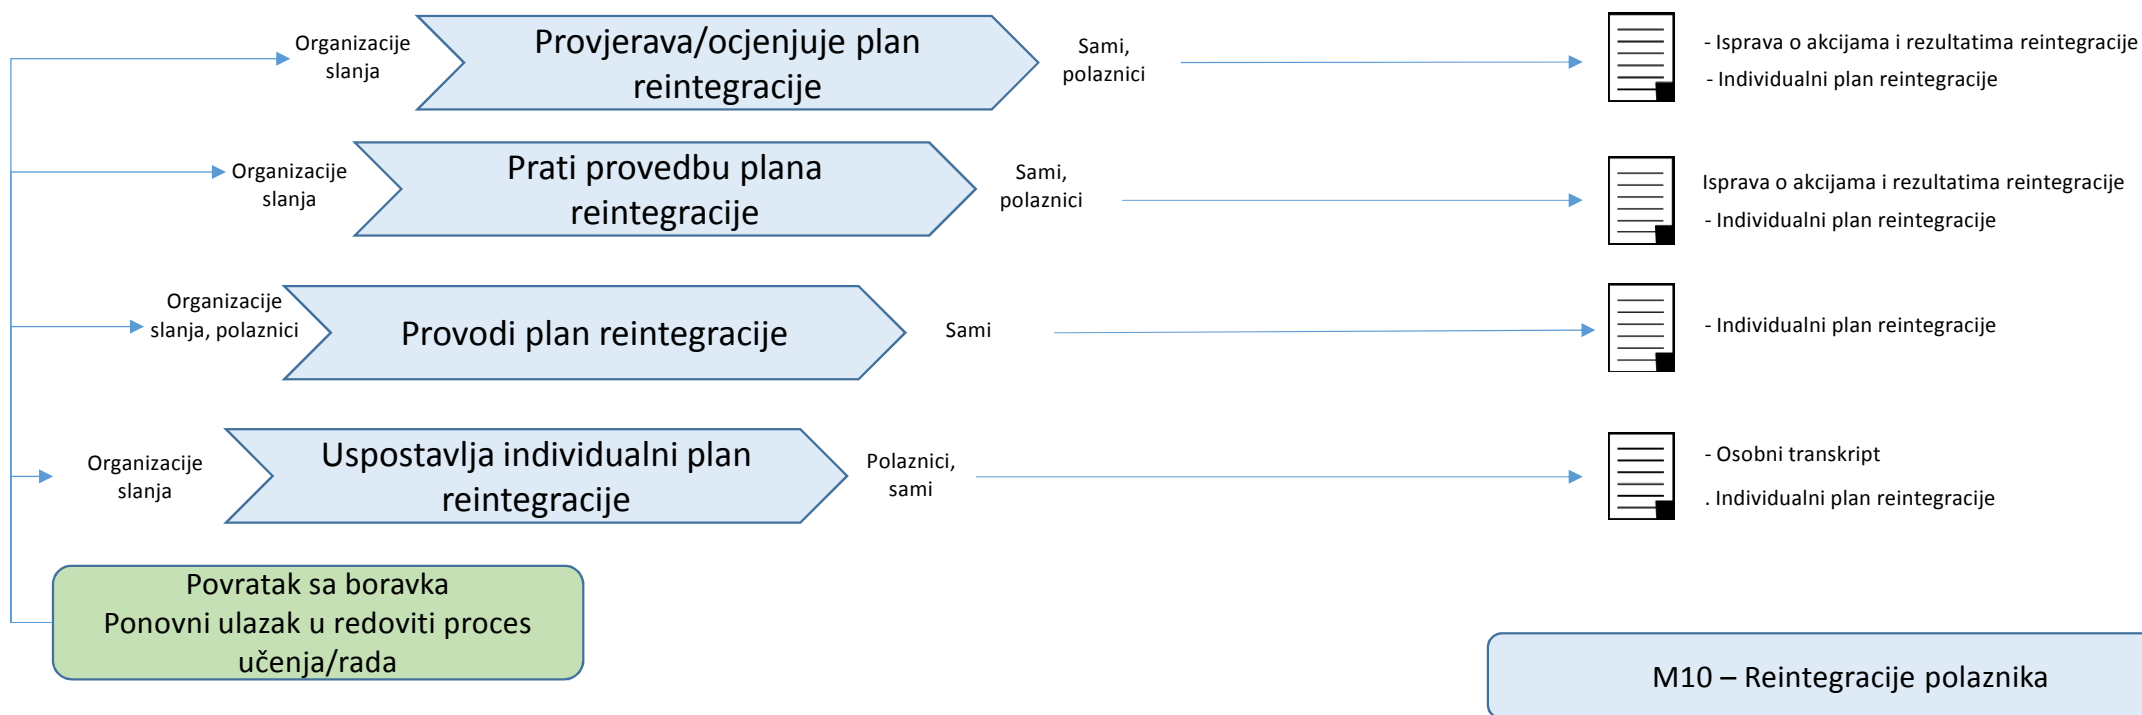 Organizacije
slanja
Provjerava/ocjenjuje plan
reintegracije
Sami,
polaznici
- Isprava o akcijama i rezultatima reintegracije
- Individualni plan reintegracije
Organizacije
slanja
Prati provedbu plana
reintegracije
Sami,
polaznici
Isprava o akcijama i rezultatima reintegracije
- Individualni plan reintegracije
Organizacije
slanja, polaznici
Provodi plan reintegracije
Sami
- Individualni plan reintegracije
Organizacije
slanja
Uspostavlja individualni plan
reintegracije
Polaznici,
sami
- Osobni transkript
. Individualni plan reintegracije
Povratak sa boravka
Ponovni ulazak u redoviti proces
učenja/rada
M10 – Reintegracije polaznika